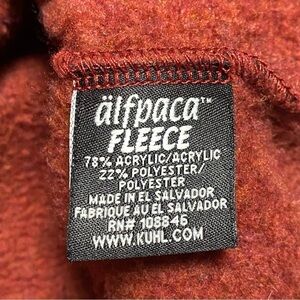 älfpaca™
FLEECE
78% ACRYLIC/ACRYLIC
22% POLYESTER/
POLYESTER
MADE IN EL SALVADOR
FABRIQUE AU EL SALVADOR
RN# 108846
WWW.KUHL.COM